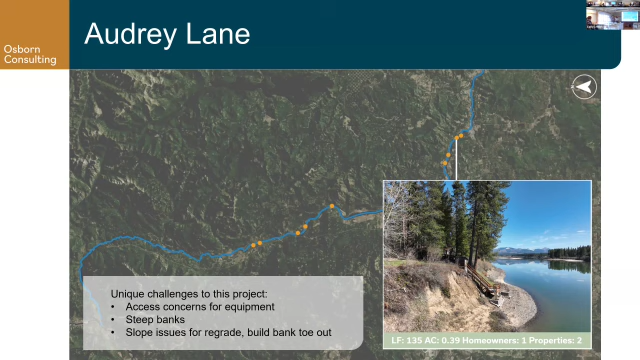 Osborn
Consulting
Audrey Lane
Unique challenges to this project:
• Access concerns for equipment
• Steep banks
• Slope issues for regrade, build bank toe out
LF: 135 AC: 0.39 Homeowners: 1 Properties: 2